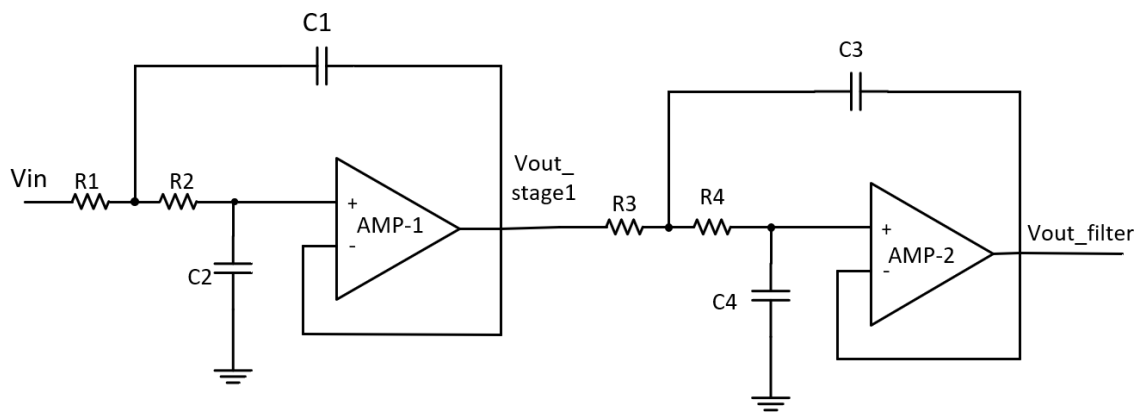 C1
C3
Vin
R1
R2
+
AMP-1
-
C2
Vout_
stage1
R3
R4
+
AMP-2
-
C4
Vout_filter